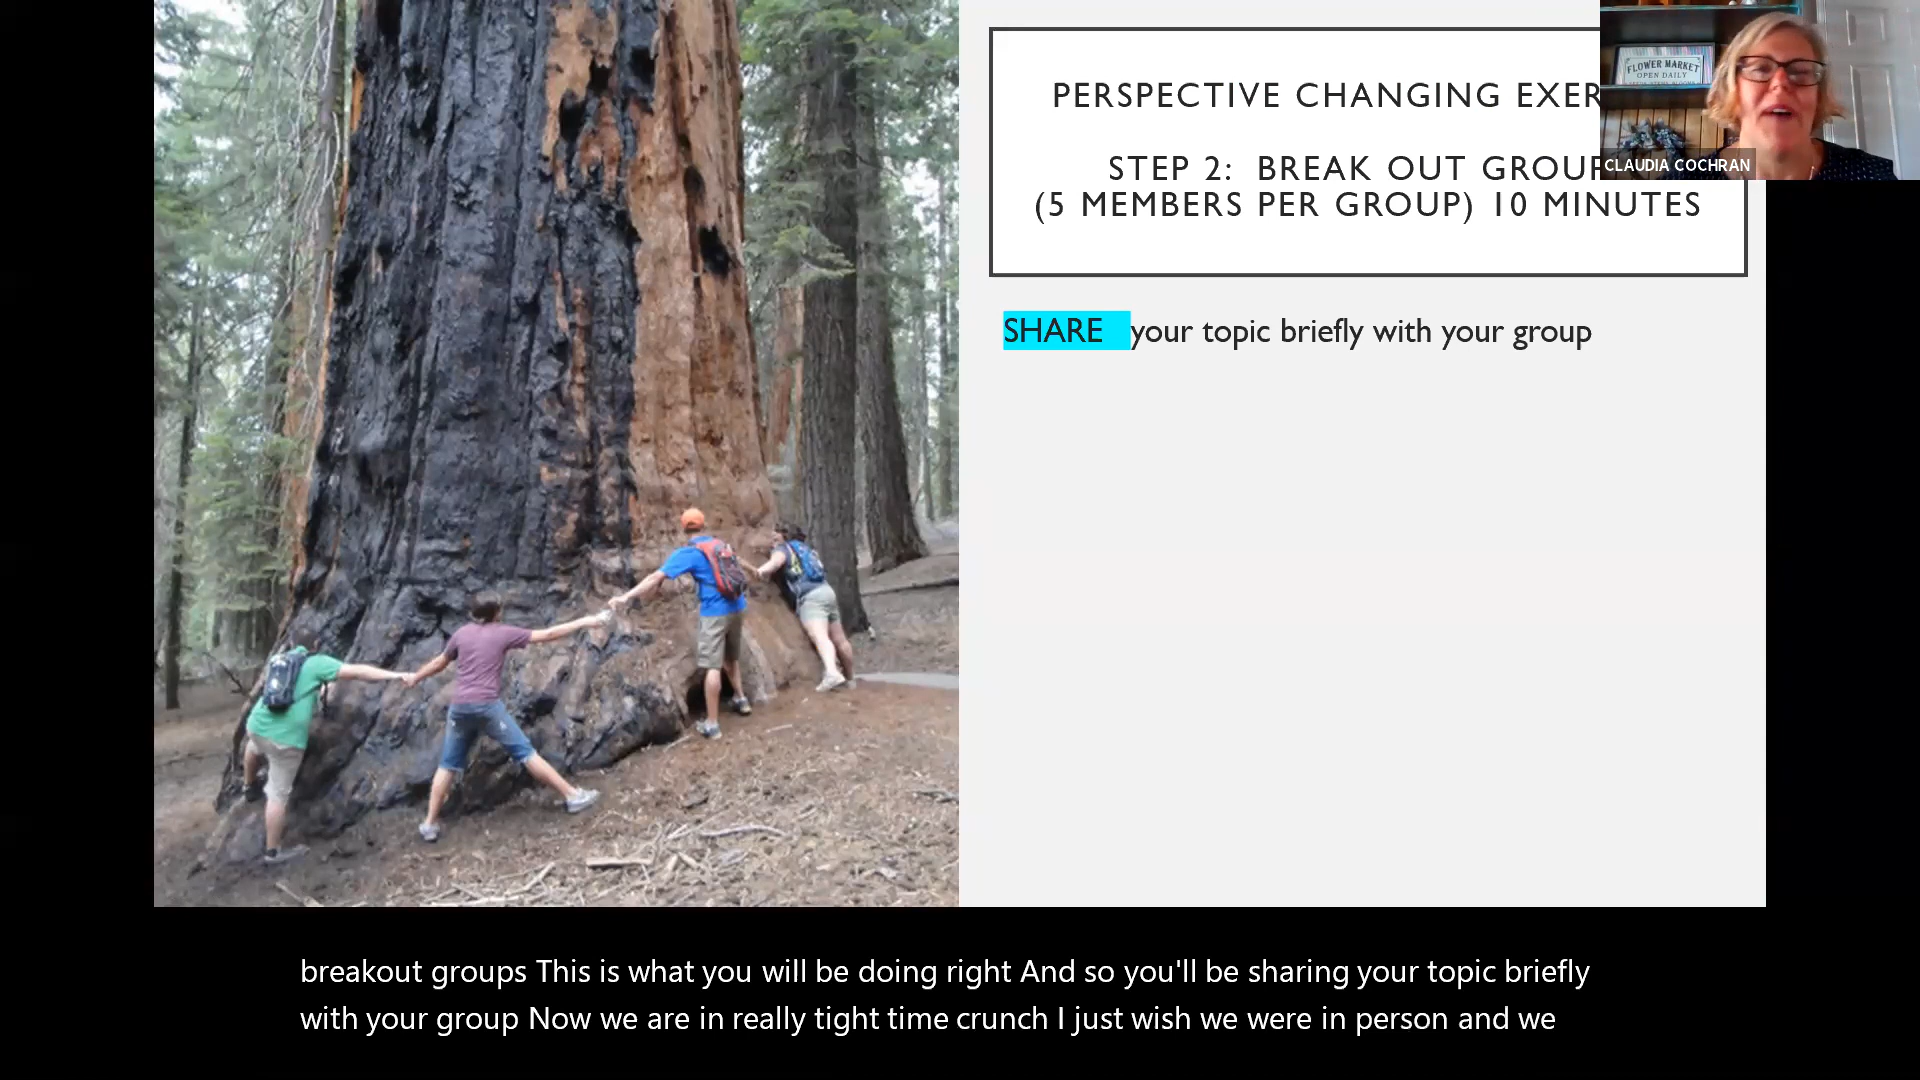 PERSPECTIVE CHANGING EXER
STEP 2: BREAK OUT GROUP
(5 MEMBERS PER GROUP) 10 MINUTES
FLOWER MARKET
OPEN DAILY
CLAUDIA COCHRAN
SHARE your topic briefly with your group
breakout groups This is what you will be doing right And so you'll be sharing your topic briefly
with your group Now we are in really tight time crunch I just wish we were in person and we